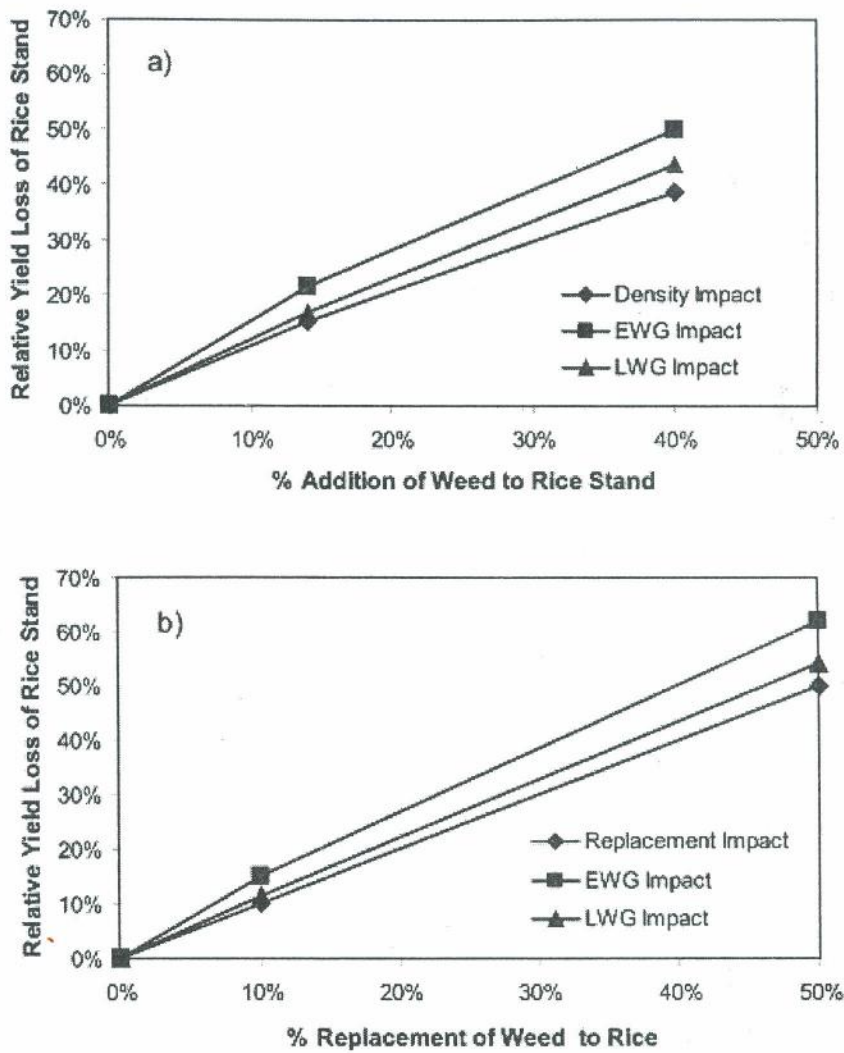 70%
60%
50%
40%
30%
20%
10%
0%
Relative Yield Loss of Rice Stand
a)
Density Impact
EWG Impact
LWG Impact
0% 10% 20% 30% 40% 50%
% Addition of Weed to Rice Stand
70%
60%
50%
40%
30%
20%
10%
0%
Relative Yield Loss of Rice Stand
b)
Replacement Impact
EWG Impact
LWG Impact
0% 10% 20% 30% 40% 50%
% Replacement of Weed to Rice